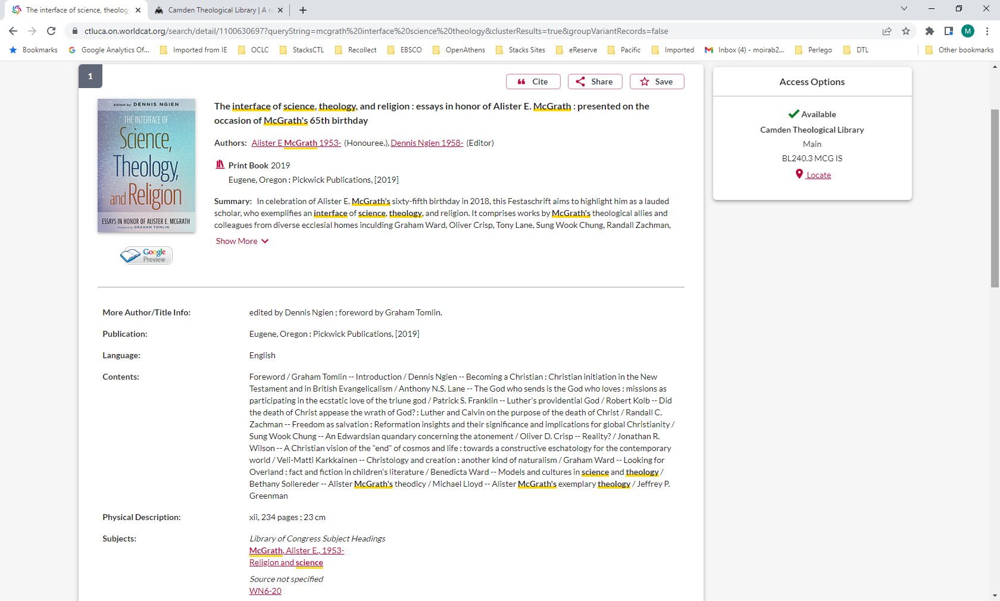 The interface of science, theolog
Camden Theological Library | A r
ctluca.on.worldcat.org/search/detail/1100630697?queryString=mcgrath%20interface%20science%20theology&clusterResults=true&groupVariantRecords=false
M
Bookmarks
Google Analytics Of...
Imported from IE
OCLC
StacksCTL
Recollect
EBSCO
OpenAthens
Stacks Sites
eReserve
Pacific
Imported
Inbox (4) - moirab2...
Perlego
DTL
Other bookmarks
1
Cite
Share
Save
Edited by DENNIS NGIEN
THE INTERFACE OF
Science,
Theology,
and Religion
ESSAYS IN HONOR OF ALISTER E. MCGRATH
Foreword by GRAHAM TOMLIN
Google
Preview
The interface of science, theology, and religion : essays in honor of Alister E. McGrath : presented on the
occasion of McGrath's 65th birthday
Authors: Alister E McGrath 1953- (Honouree.), Dennis Ngien 1958- (Editor)
Print Book 2019
Eugene, Oregon : Pickwick Publications, [2019]
Summary: In celebration of Alister E. McGrath's sixty-fifth birthday in 2018, this Festaschrift aims to highlight him as a lauded
scholar, who exemplifies an interface of science, theology, and religion. It comprises works by McGrath's theological allies and
colleagues from diverse ecclesial homes inculding Graham Ward, Oliver Crisp, Tony Lane, Sung Wook Chung, Randall Zachman,
Show More
Access Options
Available
Camden Theological Library
Main
BL240.3 MCG IS
Locate
More Author/Title Info: edited by Dennis Ngien ; foreword by Graham Tomlin.
Publication: Eugene, Oregon : Pickwick Publications, [2019]
Language: English
Contents: Foreword / Graham Tomlin -- Introduction / Dennis Ngien -- Becoming a Christian : Christian initiation in the New
Testament and in British Evangelicalism / Anthony N.S. Lane -- The God who sends is the God who loves : missions as
participating in the ecstatic love of the triune god / Patrick S. Franklin -- Luther's providential God / Robert Kolb -- Did
the death of Christ appease the wrath of God? : Luther and Calvin on the purpose of the death of Christ / Randall C.
Zachman -- Freedom as salvation : Reformation insights and their significance and implications for global Christianity /
Sung Wook Chung -- An Edwardsian quandary concerning the atonement / Oliver D. Crisp -- Reality? / Jonathan R.
Wilson -- A Christian vision of the "end" of cosmos and life : towards a constructive eschatology for the contemporary
world / Veli-Matti Karkkainen -- Christology and creation : another kind of naturalism / Graham Ward -- Looking for
Overland : fact and fiction in children's literature / Benedicta Ward -- Models and cultures in science and theology /
Bethany Sollereder -- Alister McGrath's theodicy / Michael Lloyd -- Alister McGrath's exemplary theology / Jeffrey P.
Greenman
Physical Description: xii, 234 pages ; 23 cm
Subjects: Library of Congress Subject Headings
McGrath, Alister E., 1953-
Religion and science
Source not specified
WN6-20